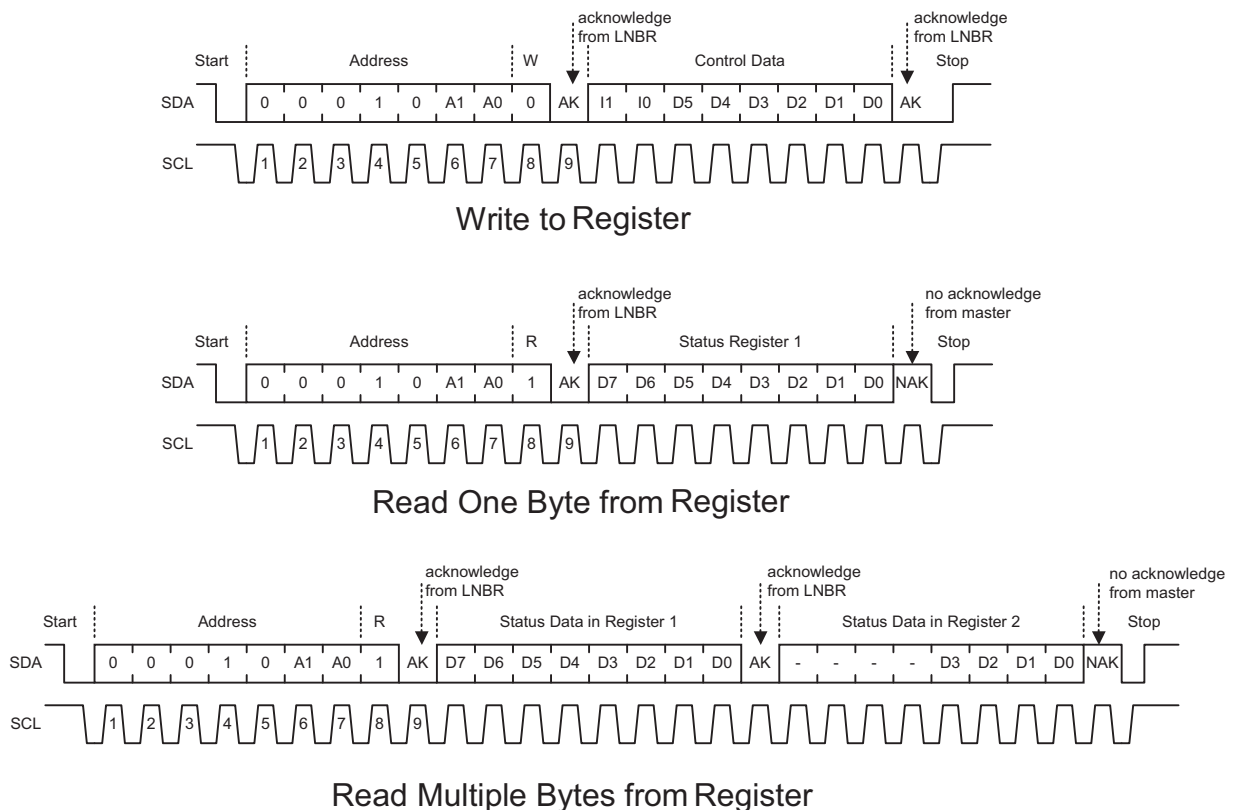 acknowledge from LNBR
acknowledge from LNBR
Start Address W Control Data Stop
SDA 0 0 0 1 0 A1 A0 0 AK I1 I0 D5 D4 D3 D2 D1 D0 AK
SCL 1 2 3 4 5 6 7 8 9
Write to Register
acknowledge from LNBR
no acknowledge from master
Start Address R Status Register 1 Stop
SDA 0 0 0 1 0 A1 A0 1 AK D7 D6 D5 D4 D3 D2 D1 D0 NAK
SCL 1 2 3 4 5 6 7 8 9
Read One Byte from Register
acknowledge from LNBR
acknowledge from LNBR
no acknowledge from master
Start Address R Status Data in Register 1 Status Data in Register 2 Stop
SDA 0 0 0 1 0 A1 A0 1 AK D7 D6 D5 D4 D3 D2 D1 D0 AK - - - - D3 D2 D1 D0 NAK
SCL 1 2 3 4 5 6 7 8 9
Read Multiple Bytes from Register